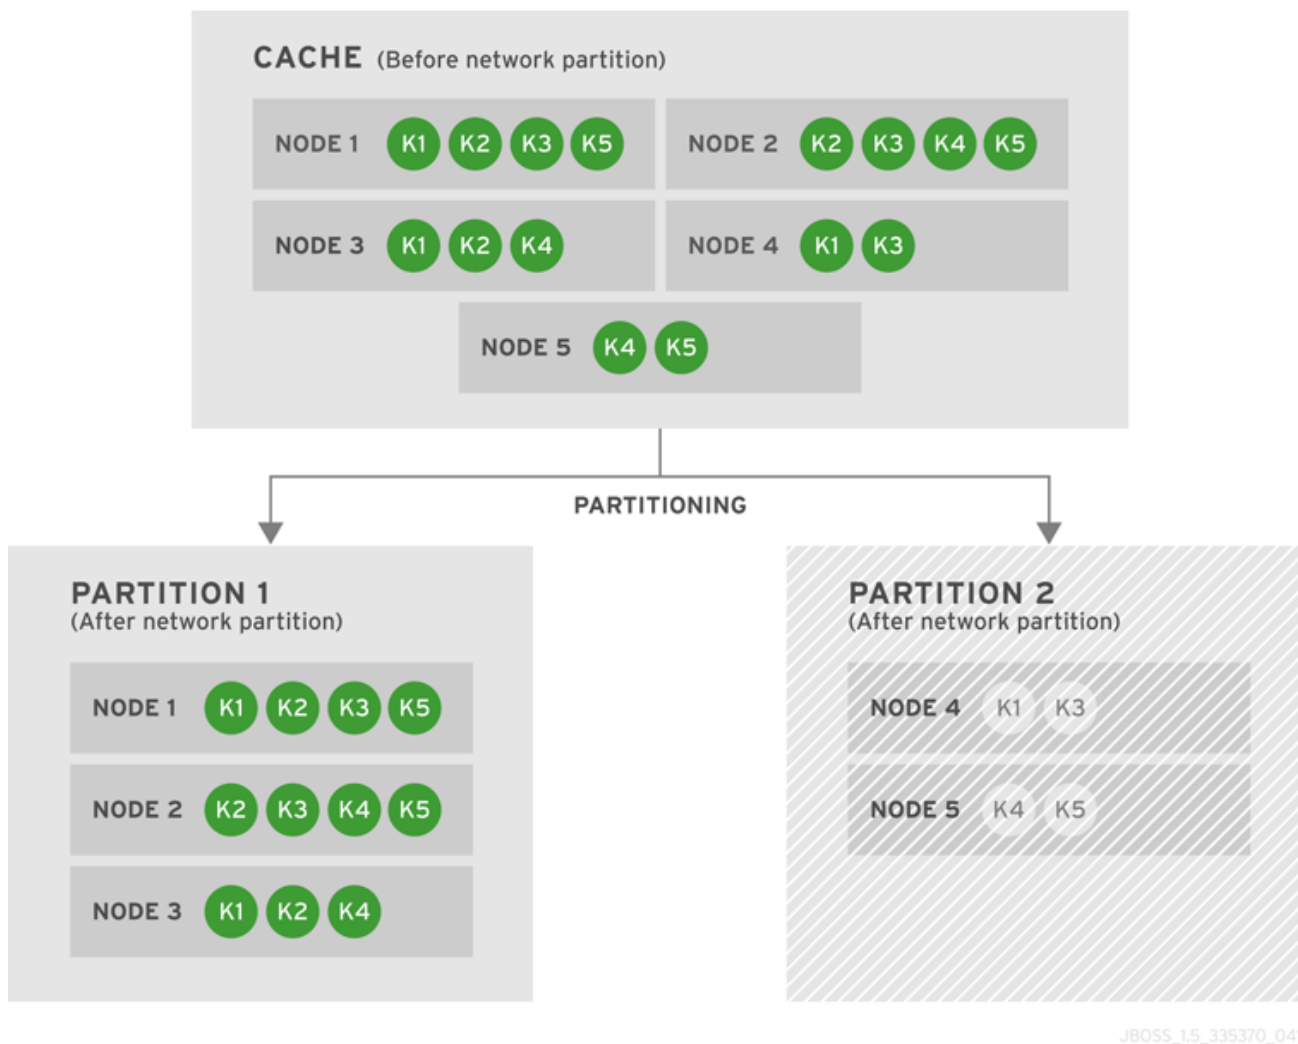 CACHE (Before network partition)
NODE 1 K1 K2 K3 K5
NODE 2 K2 K3 K4 K5
NODE 3 K1 K2 K4
NODE 4 K1 K3
NODE 5 K4 K5
PARTITIONING
PARTITION 1
(After network partition)
NODE 1 K1 K2 K3 K5
NODE 2 K2 K3 K4 K5
NODE 3 K1 K2 K4
PARTITION 2
(After network partition)
NODE 4 K1 K3
NODE 5 K4 K5